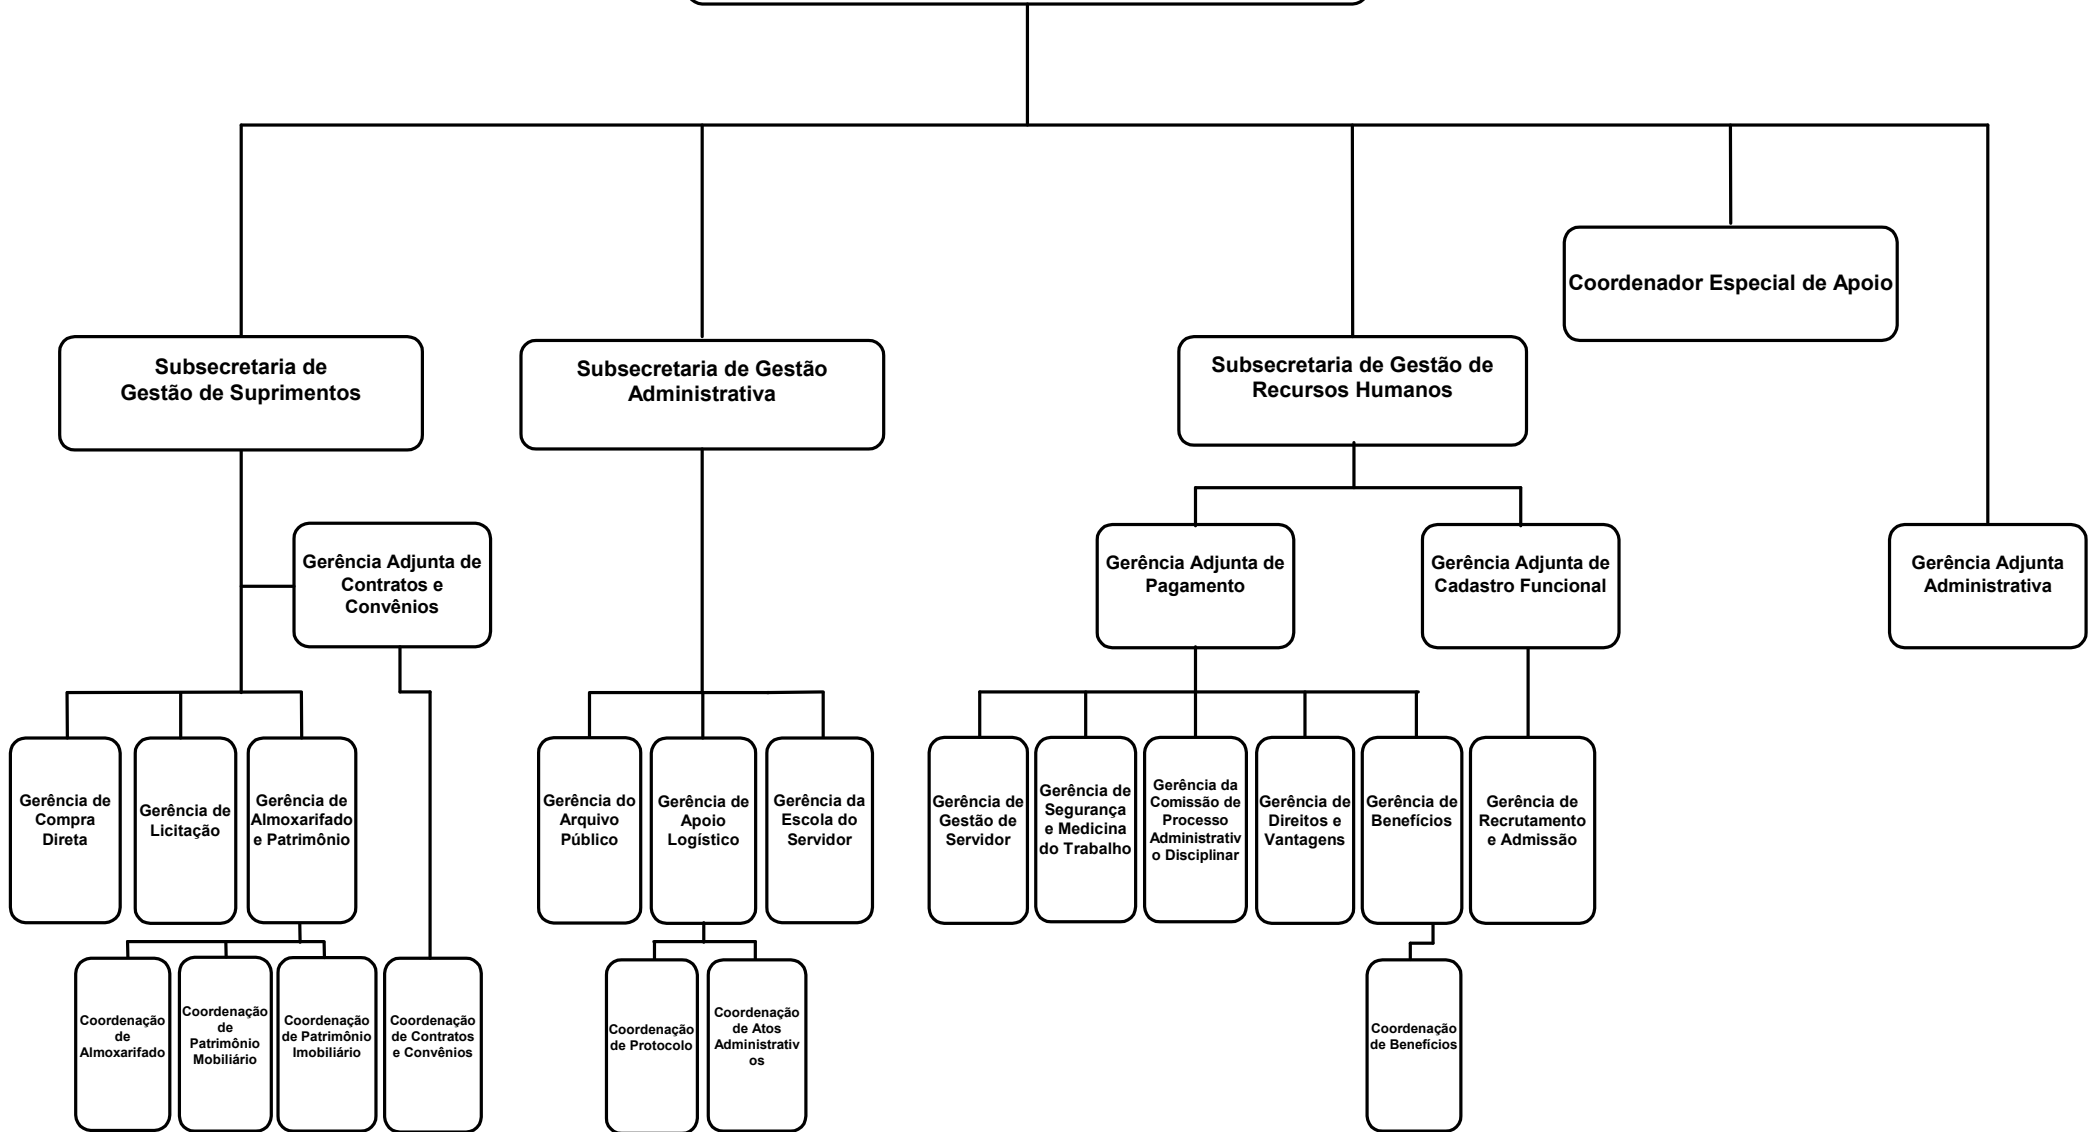 Coordenador Especial de Apoio
Subsecretaria de
Gestão de Suprimentos
Subsecretaria de Gestão
Administrativa
Subsecretaria de Gestão de
Recursos Humanos
Gerência Adjunta de
Contratos e
Convênios
Gerência Adjunta de
Pagamento
Gerência Adjunta de
Cadastro Funcional
Gerência Adjunta
Administrativa
Gerência de
Compra
Direta
Gerência de
Licitação
Gerência de
Almoxarifado
e Patrimônio
Gerência do
Arquivo
Público
Gerência de
Apoio
Logístico
Gerência da
Escola do
Servidor
Gerência de
Gestão de
Servidor
Gerência de
Segurança
e Medicina
do Trabalho
Gerência da
Comissão de
Processo
Administrativ
o Disciplinar
Gerência de
Direitos e
Vantagens
Gerência de
Benefícios
Gerência de
Recrutamento
e Admissão
Coordenação
de
Almoxarifado
Coordenação
de
Patrimônio
Mobiliário
Coordenação
de Patrimônio
Imobiliário
Coordenação
de Contratos
e Convênios
Coordenação
de Protocolo
Coordenação
de Atos
Administrativ
os
Coordenação
de Benefícios